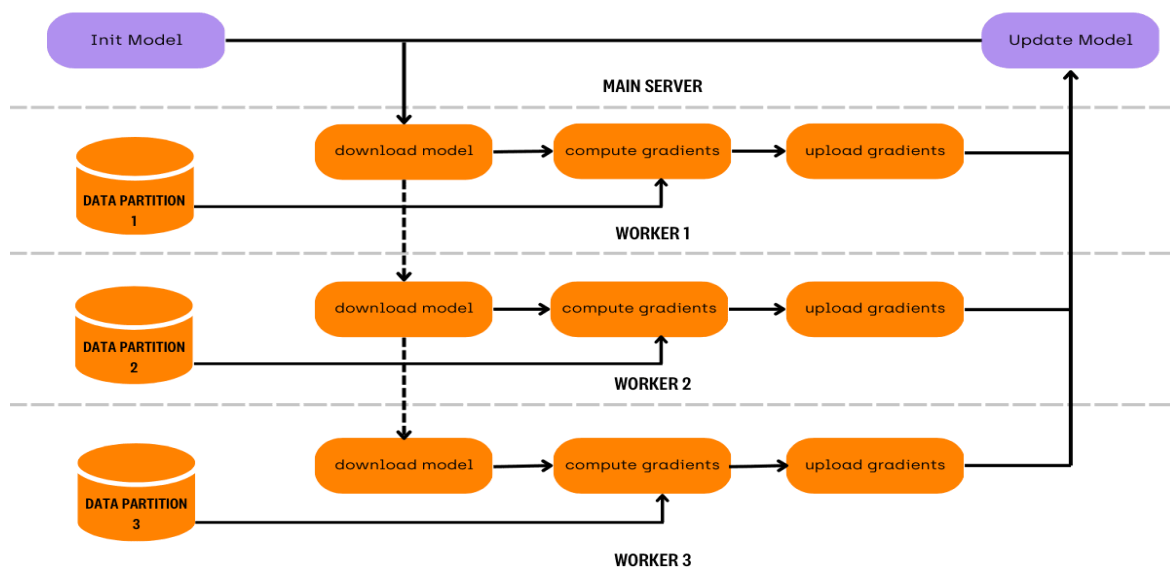 Init Model
Update Model
MAIN SERVER
download model
compute gradients
upload gradients
DATA PARTITION
1
WORKER 1
download model
compute gradients
upload gradients
DATA PARTITION
2
WORKER 2
download model
compute gradients
upload gradients
DATA PARTITION
3
WORKER 3